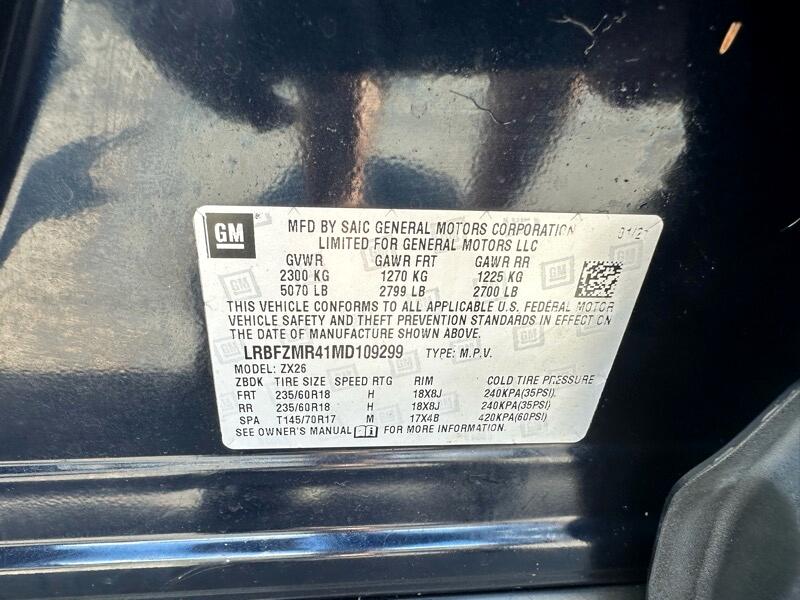 GM
MFD BY SAIC GENERAL MOTORS CORPORATION
LIMITED FOR GENERAL MOTORS LLC
01/21
GVWR GAWR FRT GAWR RR
2300 KG 1270 KG 1225 KG
5070 LB 2799 LB 2700 LB
THIS VEHICLE CONFORMS TO ALL APPLICABLE U.S. FEDERAL MOTOR
VEHICLE SAFETY AND THEFT PREVENTION STANDARDS IN EFFECT ON
THE DATE OF MANUFACTURE SHOWN ABOVE.
LRBFZMR41MD109299 TYPE: M.P.V.
MODEL: ZX26
ZBDK TIRE SIZE SPEED RTG RIM COLD TIRE PRESSURE
FRT 235/60R18 H 18X8J 240KPA(35PSI)
RR 235/60R18 H 18X8J 240KPA(35PSI)
SPA T145/70R17 M 17X4B 420KPA(60PSI)
SEE OWNER'S MANUAL FOR MORE INFORMATION.